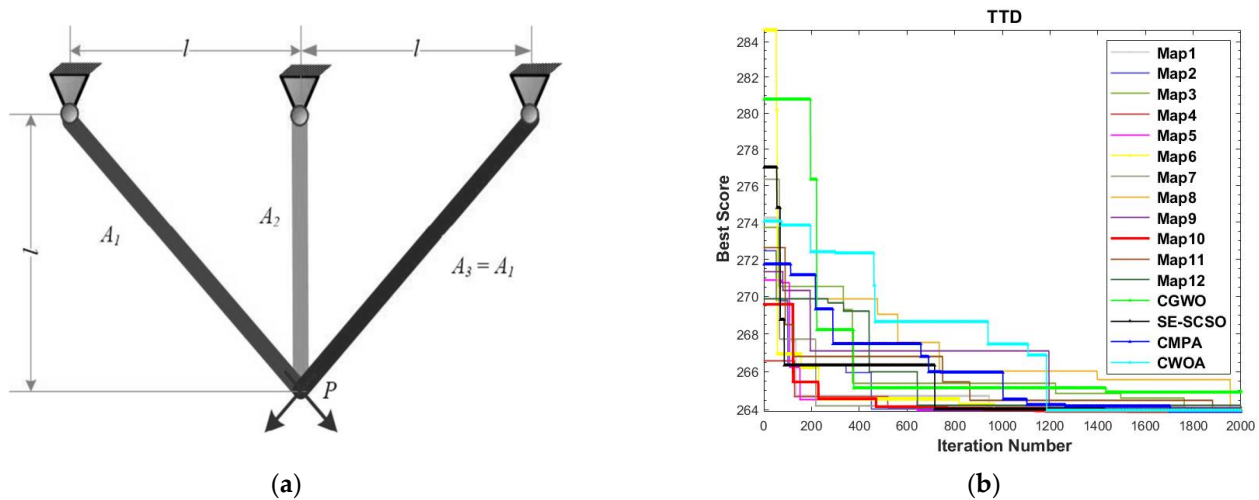 l
l
l
A1
A2
A3 = A1
P
(a)
TTD
Best Score
284
282
280
278
277
276
274
272
270
268
266
264
0
200
400
600
800
1000
1200
1400
1600
1800
2000
Iteration Number
Map1
Map2
Map3
Map4
Map5
Map6
Map7
Map8
Map9
Map10
Map11
Map12
CGWO
SE-SCSO
CMPA
CWOA
(b)